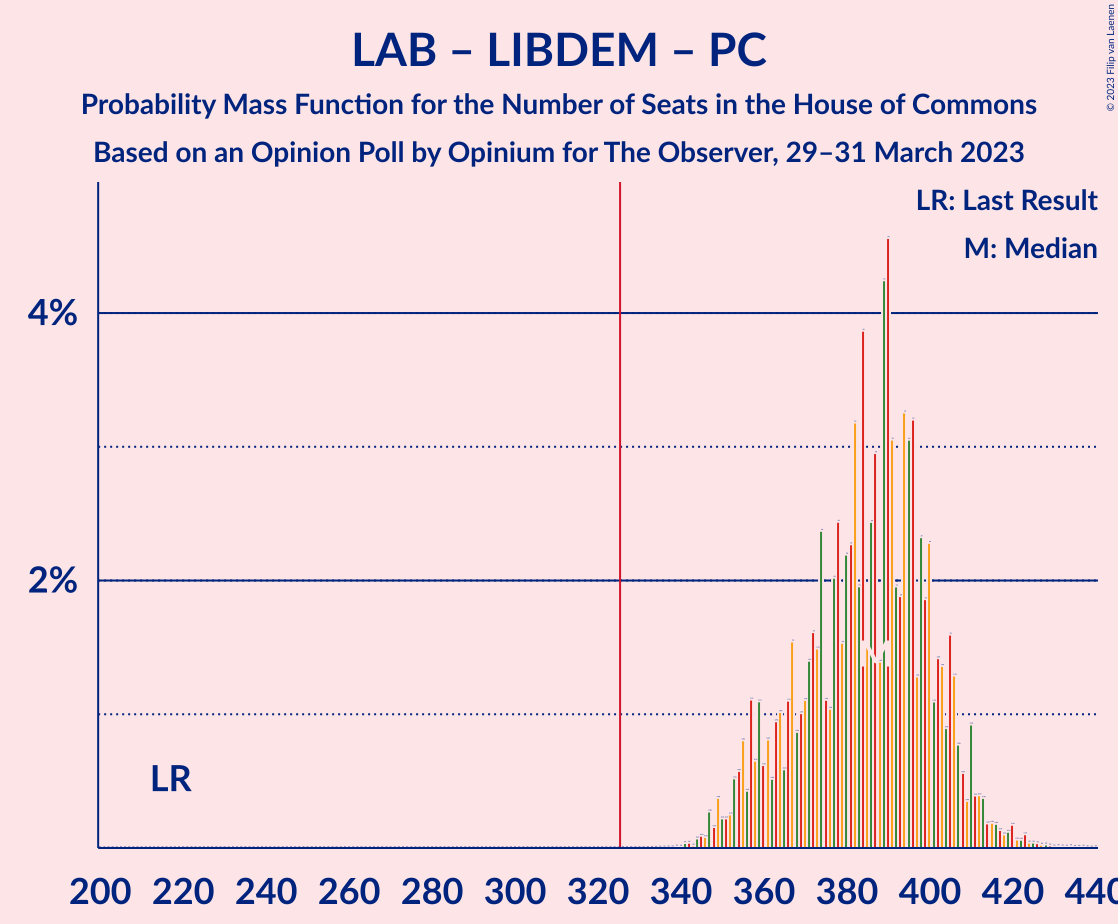 LAB – LIBDEM – PC
Probability Mass Function for the Number of Seats in the House of Commons
Based on an Opinion Poll by Opinium for The Observer, 29–31 March 2023
© 2023 Filip van Laenen
LR: Last Result
M: Median
4%
2%
LR
200 220 240 260 280 300 320 340 360 380 400 420 440